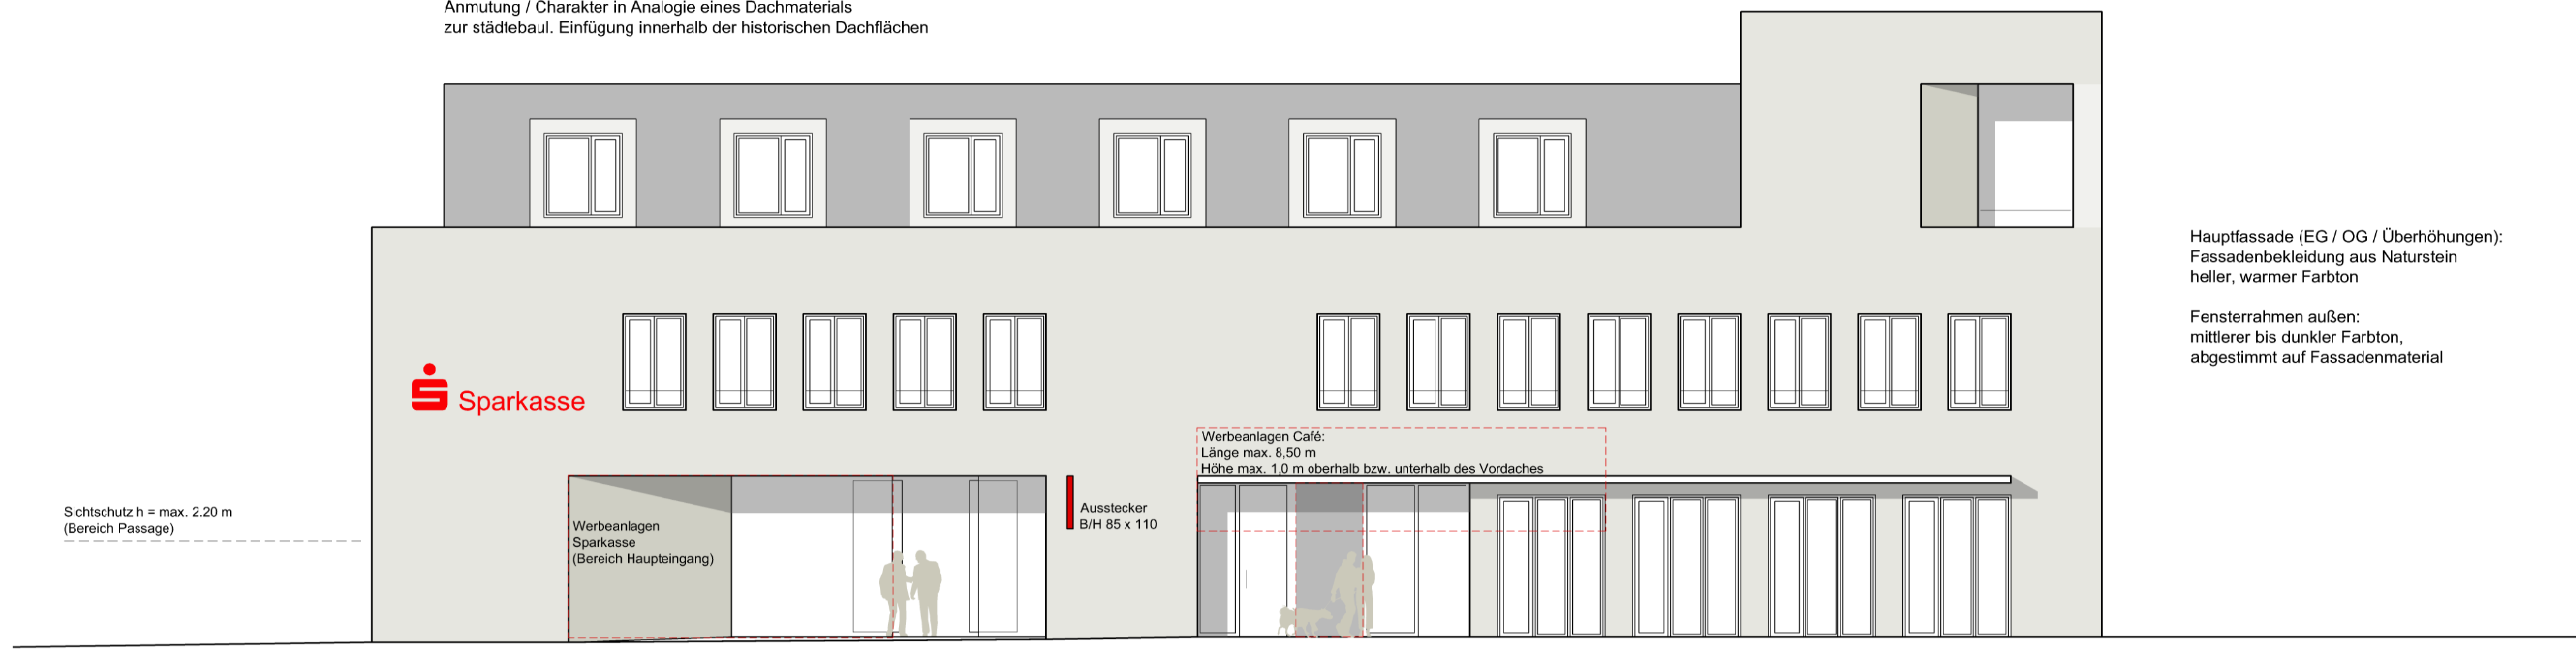 Anmutung / Charakter in Analogie eines Dachmaterials
zur städtebaul. Einfügung innerhalb der historischen Dachflächen
Hauptfassade (EG / OG / Überhöhungen):
Fassadenbekleidung aus Naturstein
heller, warmer Farbton
Fensterrahmen außen:
mittlerer bis dunkler Farbton,
abgestimmt auf Fassadenmaterial
Sparkasse
Werbeanlagen Café:
Länge max. 8,50 m
Höhe max. 1,0 m oberhalb bzw. unterhalb des Vordaches
Sichtschutz h = max. 2.20 m
(Bereich Passage)
Ausstecker
B/H 85 x 110
Werbeanlagen
Sparkasse
(Bereich Haupteingang)